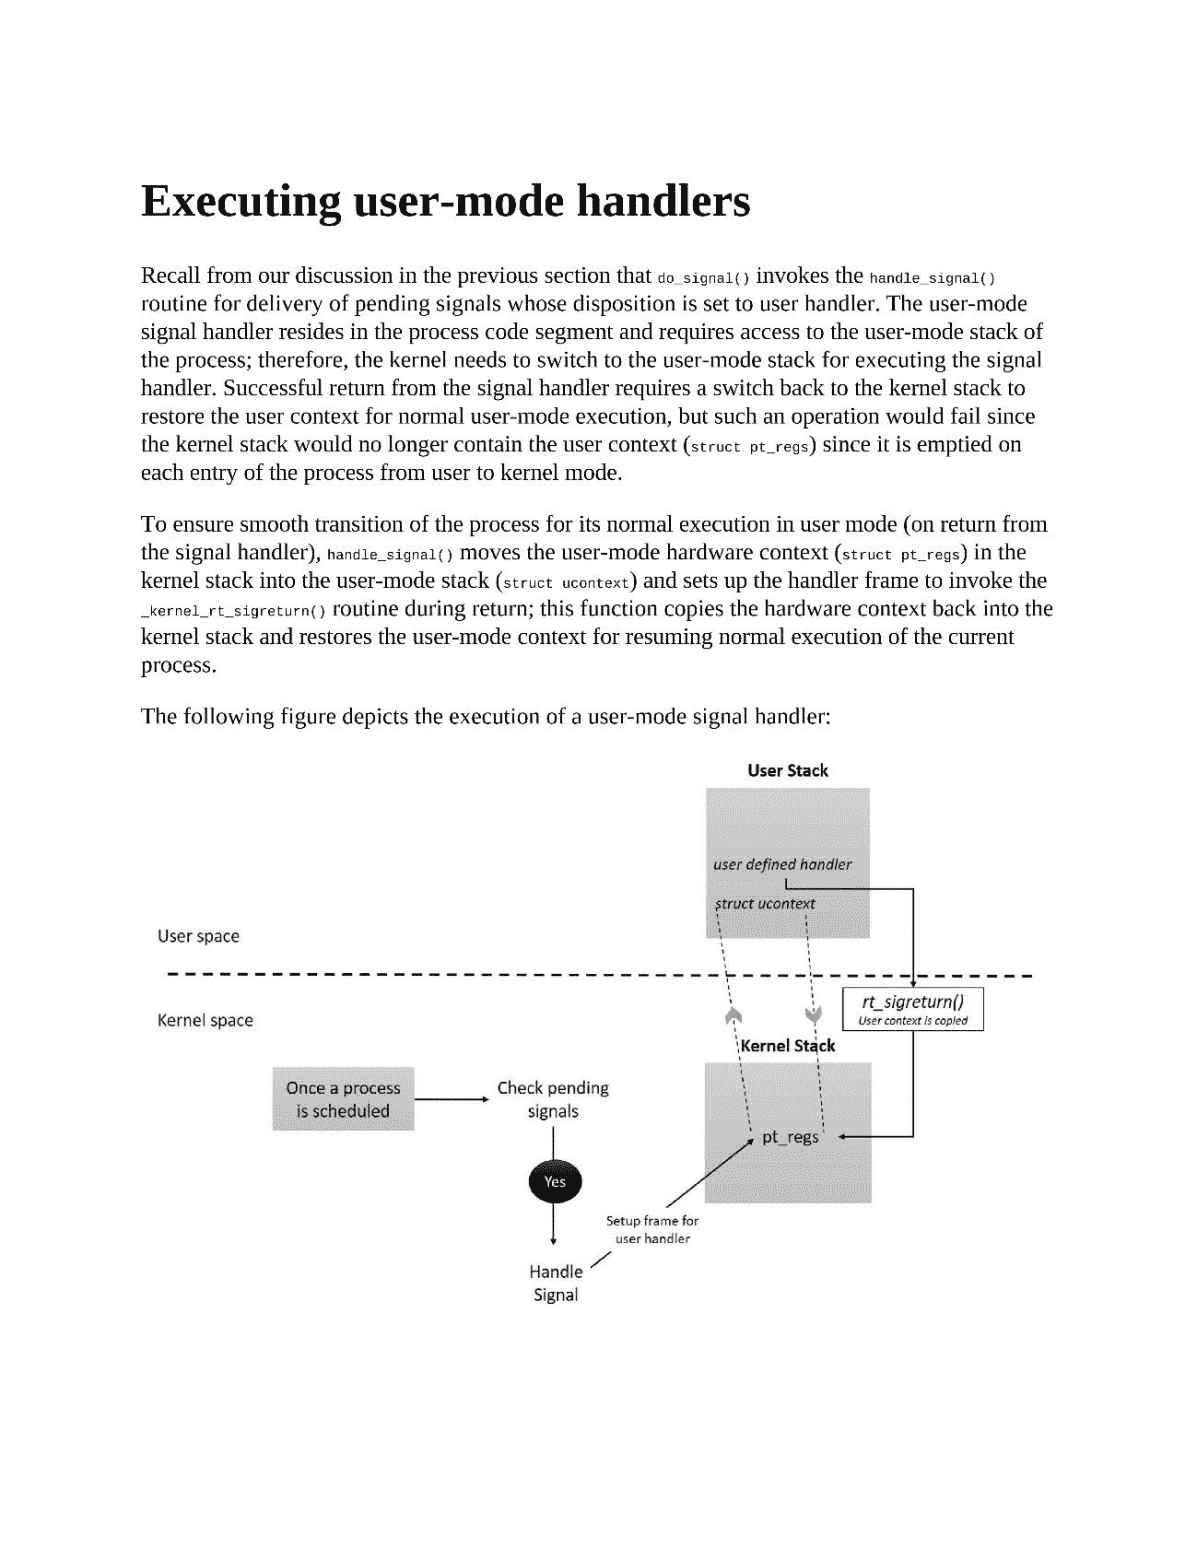 Executing user-mode handlers
Recall from our discussion in the previous section that do_signal() invokes the handle_signal()
routine for delivery of pending signals whose disposition is set to user handler. The user-mode
signal handler resides in the process code segment and requires access to the user-mode stack of
the process; therefore, the kernel needs to switch to the user-mode stack for executing the signal
handler. Successful return from the signal handler requires a switch back to the kernel stack to
restore the user context for normal user-mode execution, but such an operation would fail since
the kernel stack would no longer contain the user context (struct pt_regs) since it is emptied on
each entry of the process from user to kernel mode.
To ensure smooth transition of the process for its normal execution in user mode (on return from
the signal handler), handle_signal() moves the user-mode hardware context (struct pt_regs) in the
kernel stack into the user-mode stack (struct ucontext) and sets up the handler frame to invoke the
_kernel_rt_sigreturn() routine during return; this function copies the hardware context back into the
kernel stack and restores the user-mode context for resuming normal execution of the current
process.
The following figure depicts the execution of a user-mode signal handler:
User Stack
user defined handler
struct ucontext
User space
Kernel space
rt_sigreturn()
User context is copied
Kernel Stack
Once a process
is scheduled
Check pending
signals
pt_regs
Yes
Setup frame for
user handler
Handle
Signal